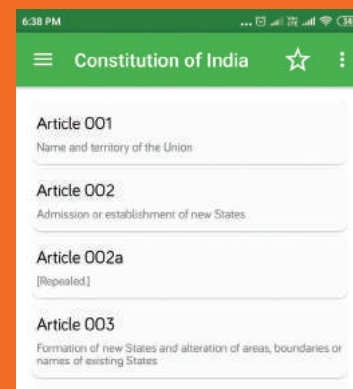 6:38 PM
Constitution of India
Article 001
Name and territory of the Union
Article 002
Admission or establishment of new States
Article 002a
[Repealed.]
Article 003
Formation of new States and alteration of areas, boundaries or
names of existing States